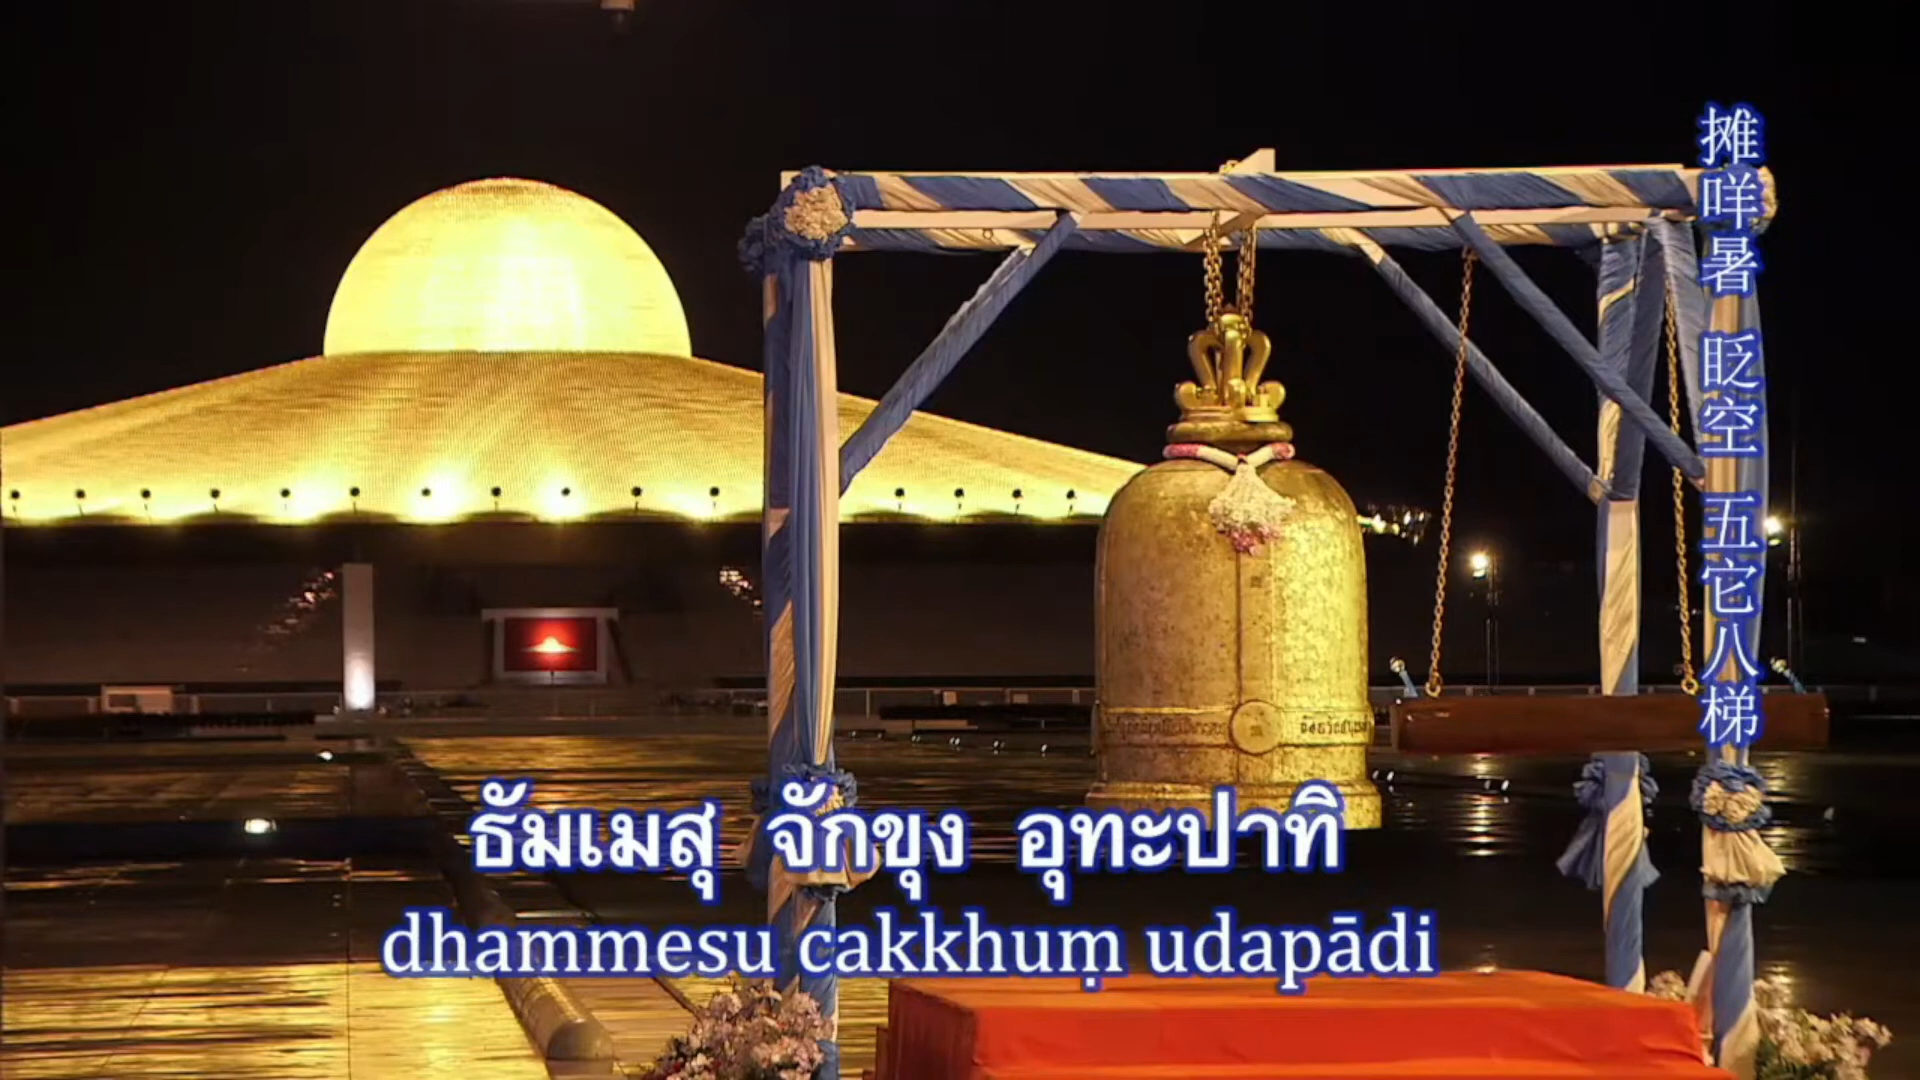 ธัมเมสุ จักขุง อุทะปาทิ
dhammesu cakkhuṃ udapādi
摊咩暑 眨空 五它八梯